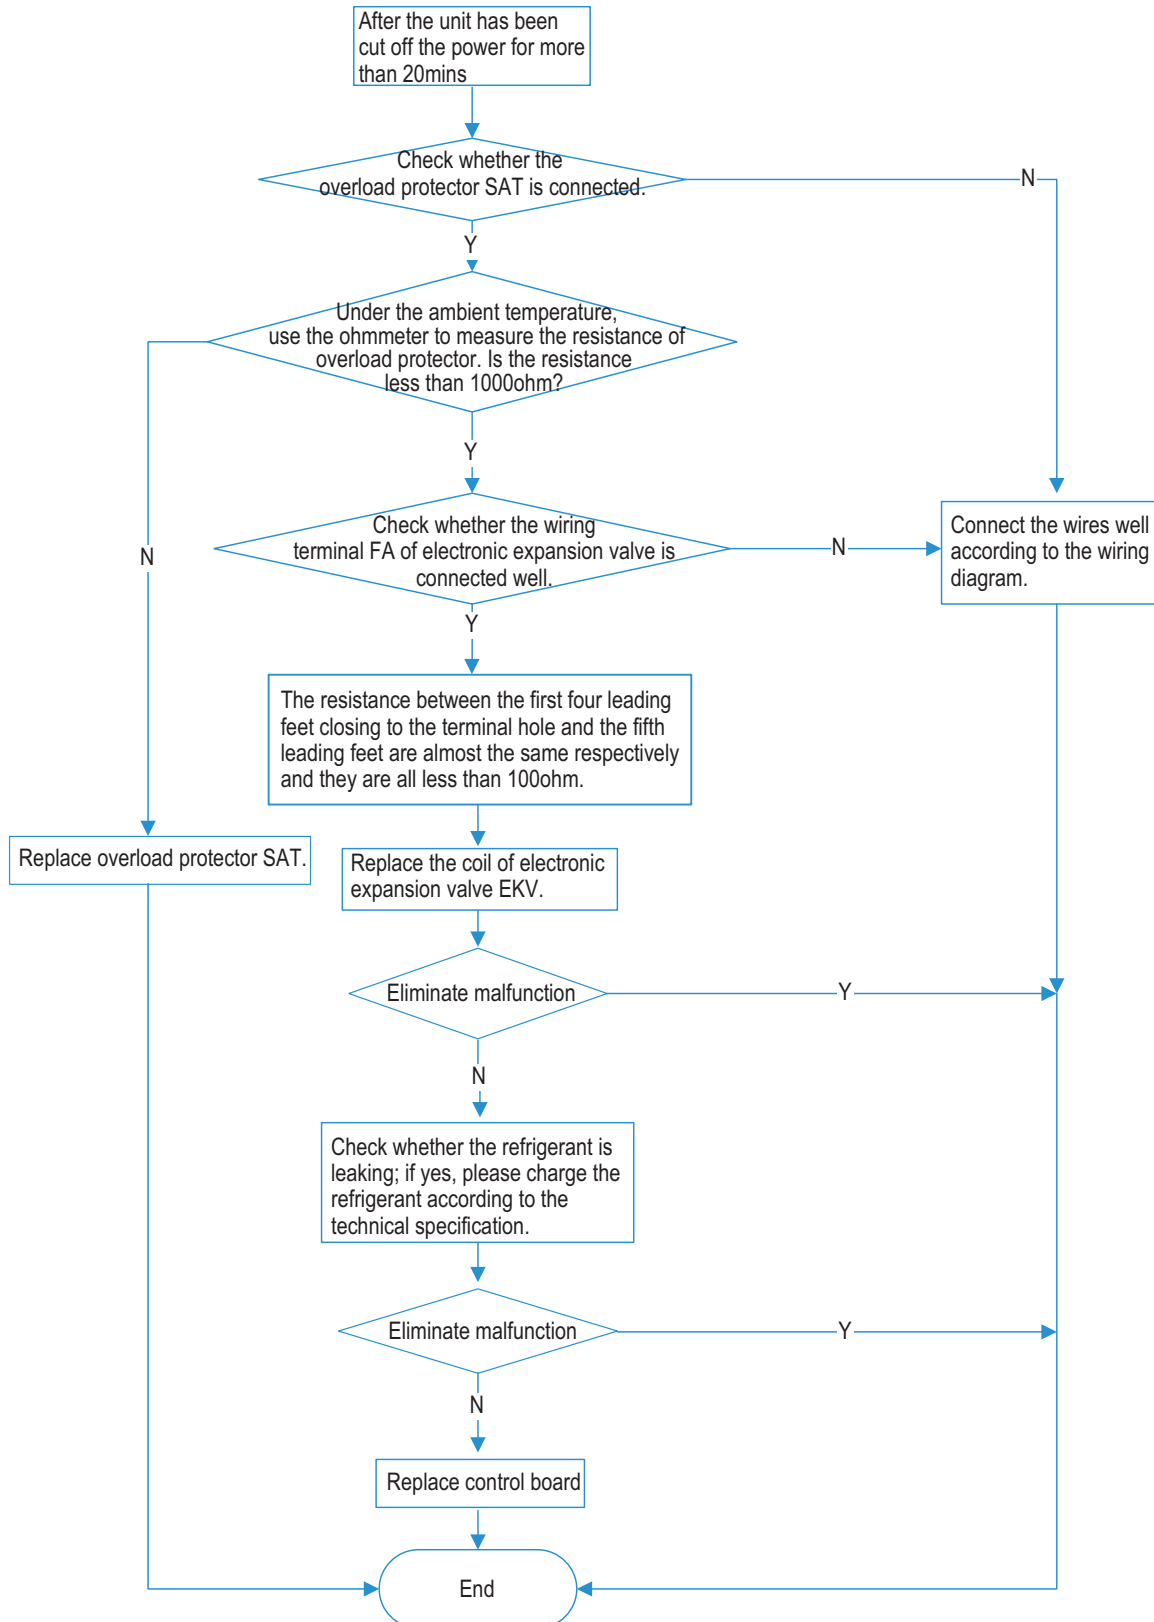 After the unit has been
cut off the power for more
than 20mins
Check whether the
overload protector SAT is connected.
N
Y
Under the ambient temperature,
use the ohmmeter to measure the resistance of
overload protector. Is the resistance
less than 1000ohm?
Y
N
Check whether the wiring
terminal FA of electronic expansion valve is
connected well.
N
Connect the wires well
according to the wiring
diagram.
Y
The resistance between the first four leading
feet closing to the terminal hole and the fifth
leading feet are almost the same respectively
and they are all less than 100ohm.
Replace overload protector SAT.
Replace the coil of electronic
expansion valve EKV.
Eliminate malfunction
Y
N
Check whether the refrigerant is
leaking; if yes, please charge the
refrigerant according to the
technical specification.
Eliminate malfunction
Y
N
Replace control board
End